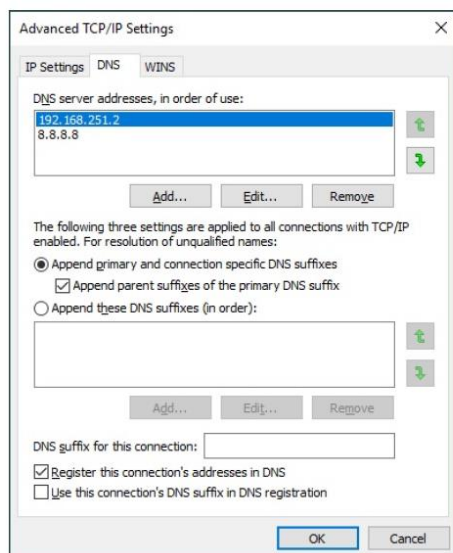 Advanced TCP/IP Settings
IP Settings DNS WINS
DNS server addresses, in order of use:
192.168.251.2
8.8.8.8
Add... Edit... Remove
The following three settings are applied to all connections with TCP/IP
enabled. For resolution of unqualified names:
Append primary and connection specific DNS suffixes
Append parent suffixes of the primary DNS suffix
Append these DNS suffixes (in order):
Add... Edit... Remove
DNS suffix for this connection:
Register this connection's addresses in DNS
Use this connection's DNS suffix in DNS registration
OK Cancel